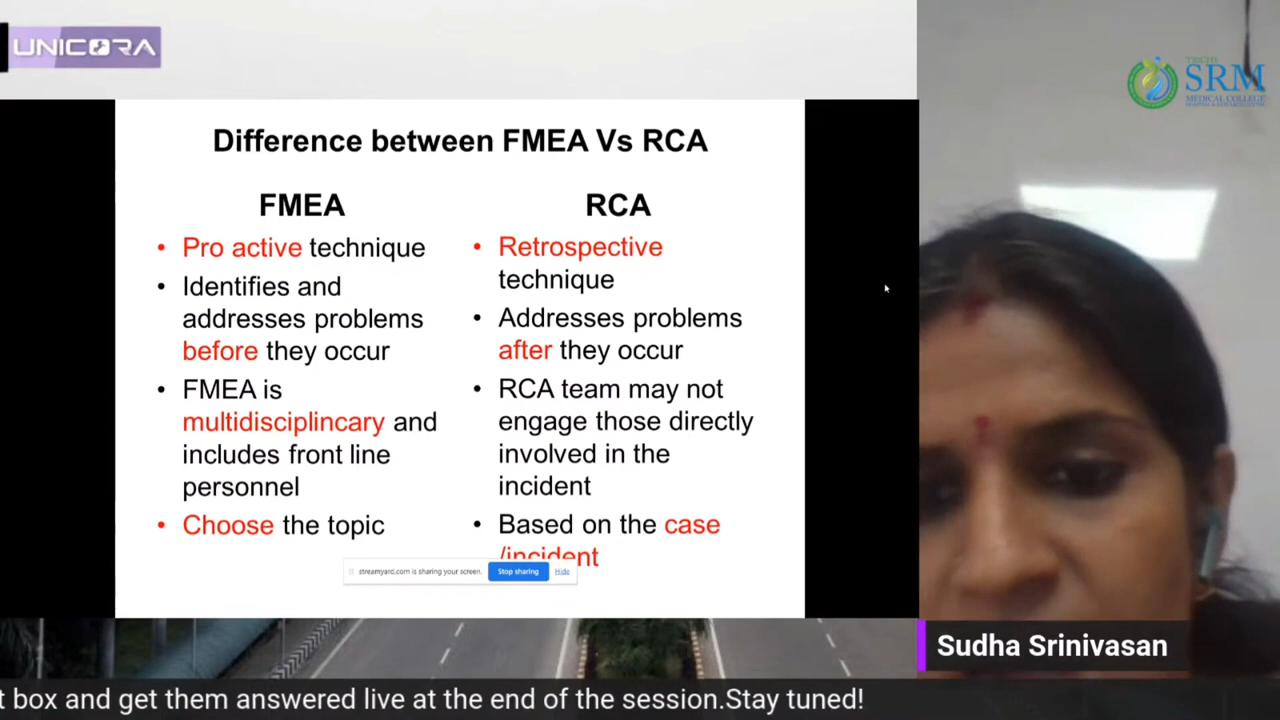 UNICORA
TRICHY
SRM
MEDICAL COLLEGE
Difference between FMEA Vs RCA
FMEA
• Pro active technique
• Identifies and
addresses problems
before they occur
• FMEA is
multidisciplincary and
includes front line
personnel
• Choose the topic
RCA
• Retrospective
technique
• Addresses problems
after they occur
• RCA team may not
engage those directly
involved in the
incident
• Based on the case
/incident
streamyard.com is sharing your screen.
Stop sharing
Hide
Sudha Srinivasan
t box and get them answered live at the end of the session.Stay tuned!